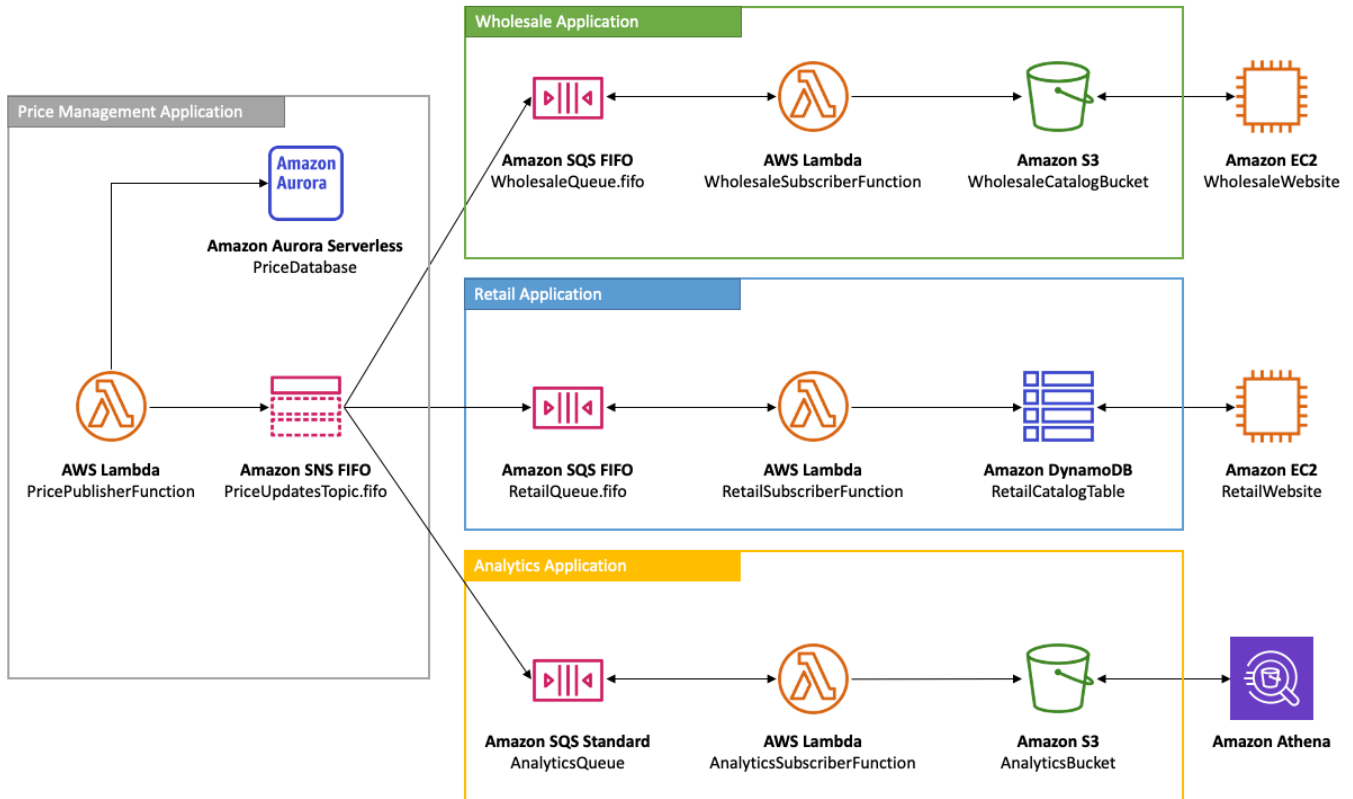 Price Management Application
Amazon
Aurora
Amazon Aurora Serverless
PriceDatabase
AWS Lambda
PricePublisherFunction
Amazon SNS FIFO
PriceUpdatesTopic.fifo
Wholesale Application
Amazon SQS FIFO
WholesaleQueue.fifo
AWS Lambda
WholesaleSubscriberFunction
Amazon S3
WholesaleCatalogBucket
Amazon EC2
WholesaleWebsite
Retail Application
Amazon SQS FIFO
RetailQueue.fifo
AWS Lambda
RetailSubscriberFunction
Amazon DynamoDB
RetailCatalogTable
Amazon EC2
RetailWebsite
Analytics Application
Amazon SQS Standard
AnalyticsQueue
AWS Lambda
AnalyticsSubscriberFunction
Amazon S3
AnalyticsBucket
Amazon Athena